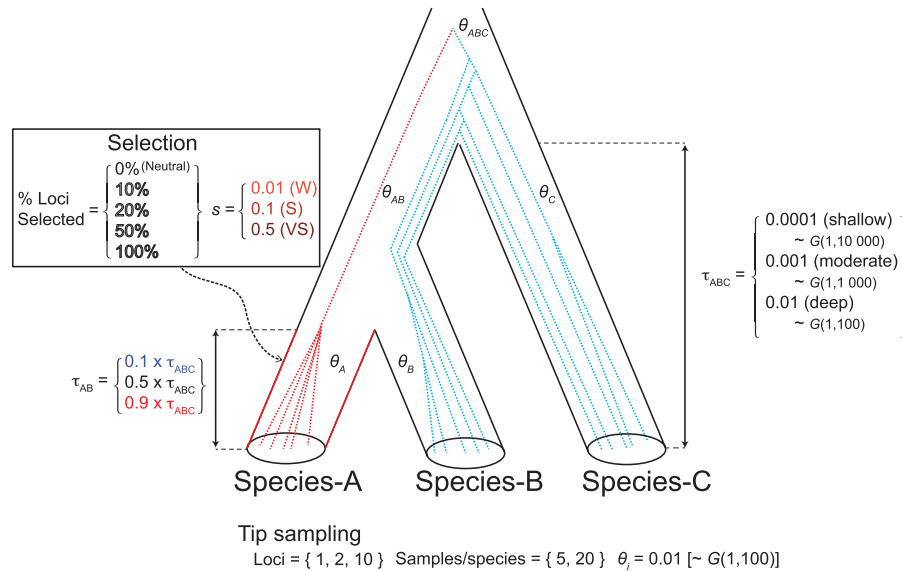 θABC
Selection
% Loci Selected = { 0% (Neutral) 10% 20% 50% 100% } s = { 0.01 (W) 0.1 (S) 0.5 (VS)
θAB
θC
τABC = { 0.0001 (shallow)
~ G(1,10 000)
0.001 (moderate)
~ G(1,1 000)
0.01 (deep)
~ G(1,100) }
τAB = { 0.1 x τABC
0.5 x τABC
0.9 x τABC }
θA
θB
Species-A
Species-B
Species-C
Tip sampling
Loci = { 1, 2, 10 } Samples/species = { 5, 20 } θi = 0.01 [~ G(1,100)]